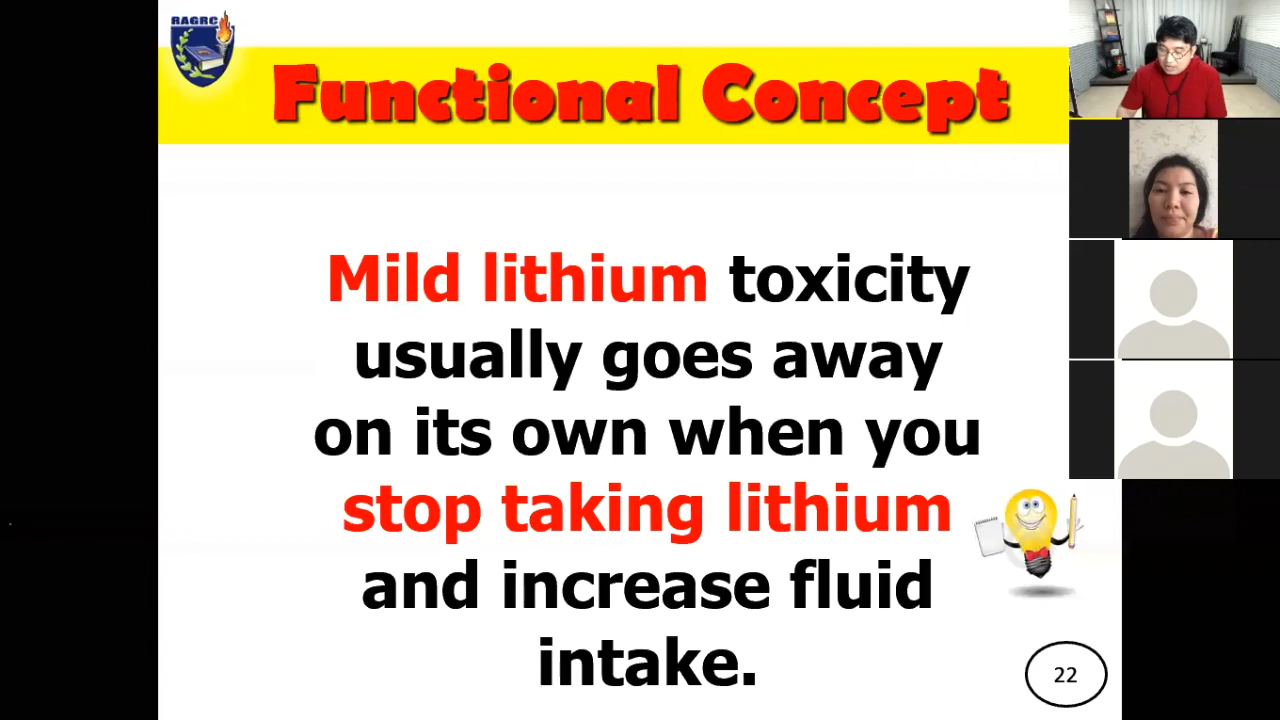 RAGRC
Functional Concept
Mild lithium toxicity
usually goes away
on its own when you
stop taking lithium
and increase fluid
intake.
22